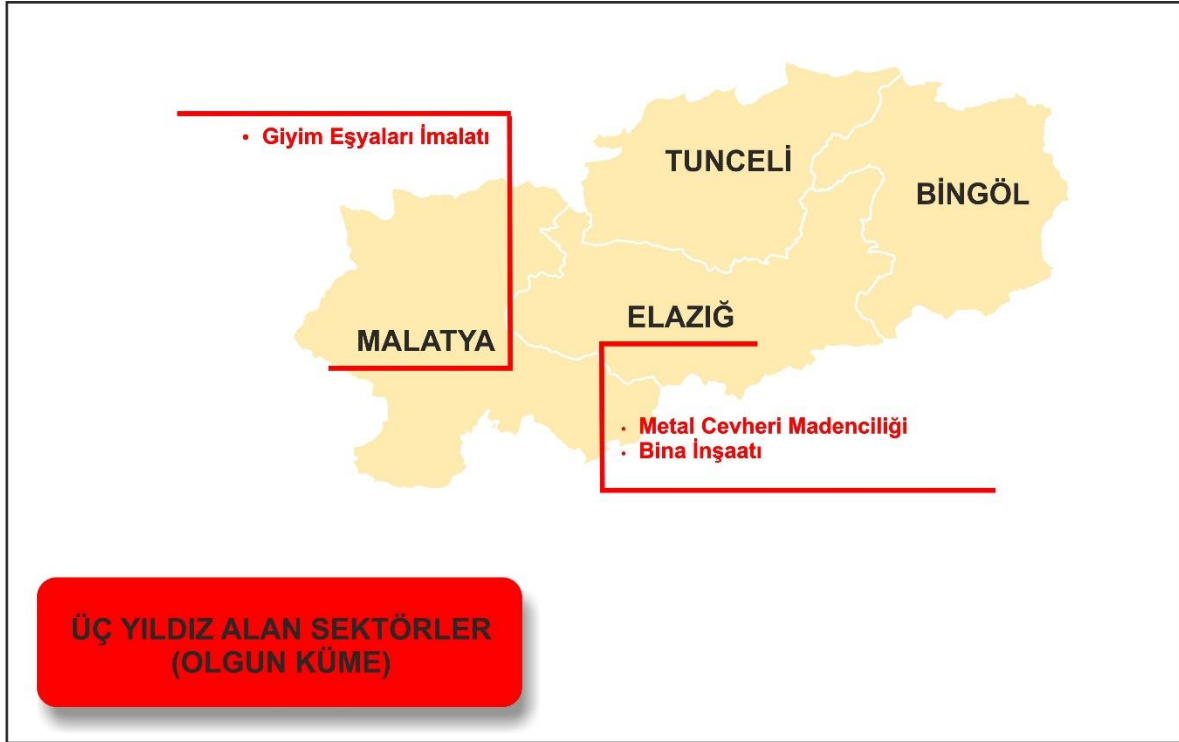 • Giyim Eşyaları İmalatı
TUNCELİ
BİNGÖL
ELAZIĞ
MALATYA
• Metal Cevheri Madenciliği
• Bina İnşaatı
ÜÇ YILDIZ ALAN SEKTÖRLER
(OLGUN KÜME)